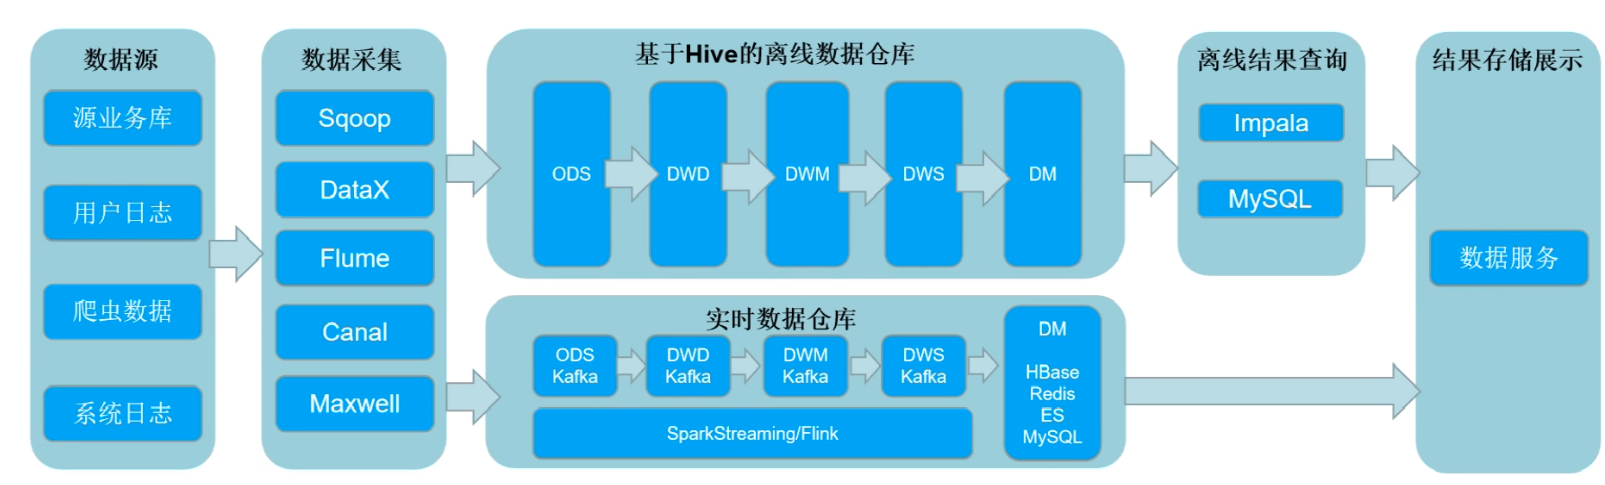 数据源
源业务库
用户日志
爬虫数据
系统日志
数据采集
Sqoop
DataX
Flume
Canal
Maxwell
基于Hive的离线数据仓库
ODS
DWD
DWM
DWS
DM
实时数据仓库
ODS
Kafka
DWD
Kafka
DWM
Kafka
DWS
Kafka
SparkStreaming/Flink
DM
HBase
Redis
ES
MySQL
离线结果查询
Impala
MySQL
结果存储展示
数据服务